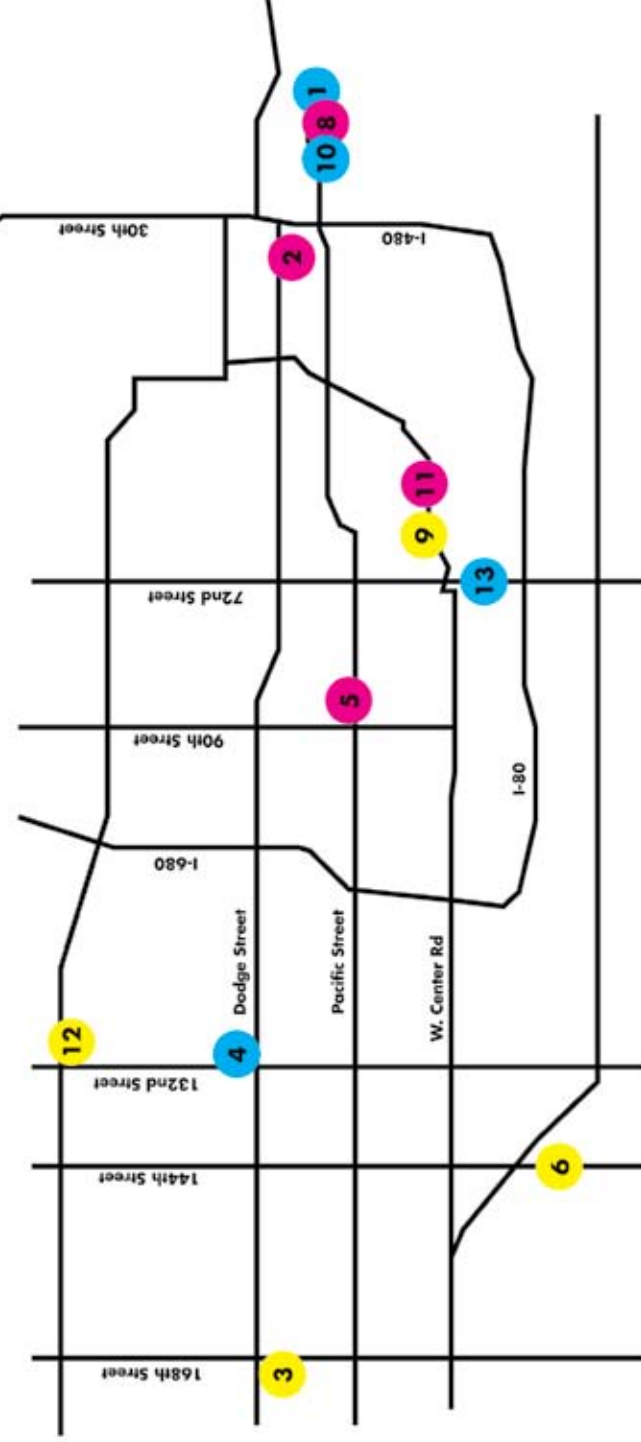 1
8
10
30th Street
I-480
2
11
9
13
72nd Street
5
90th Street
I-80
I-680
Dodge Street
Pacific Street
W. Center Rd
12
4
132nd Street
144th Street
6
168th Street
3